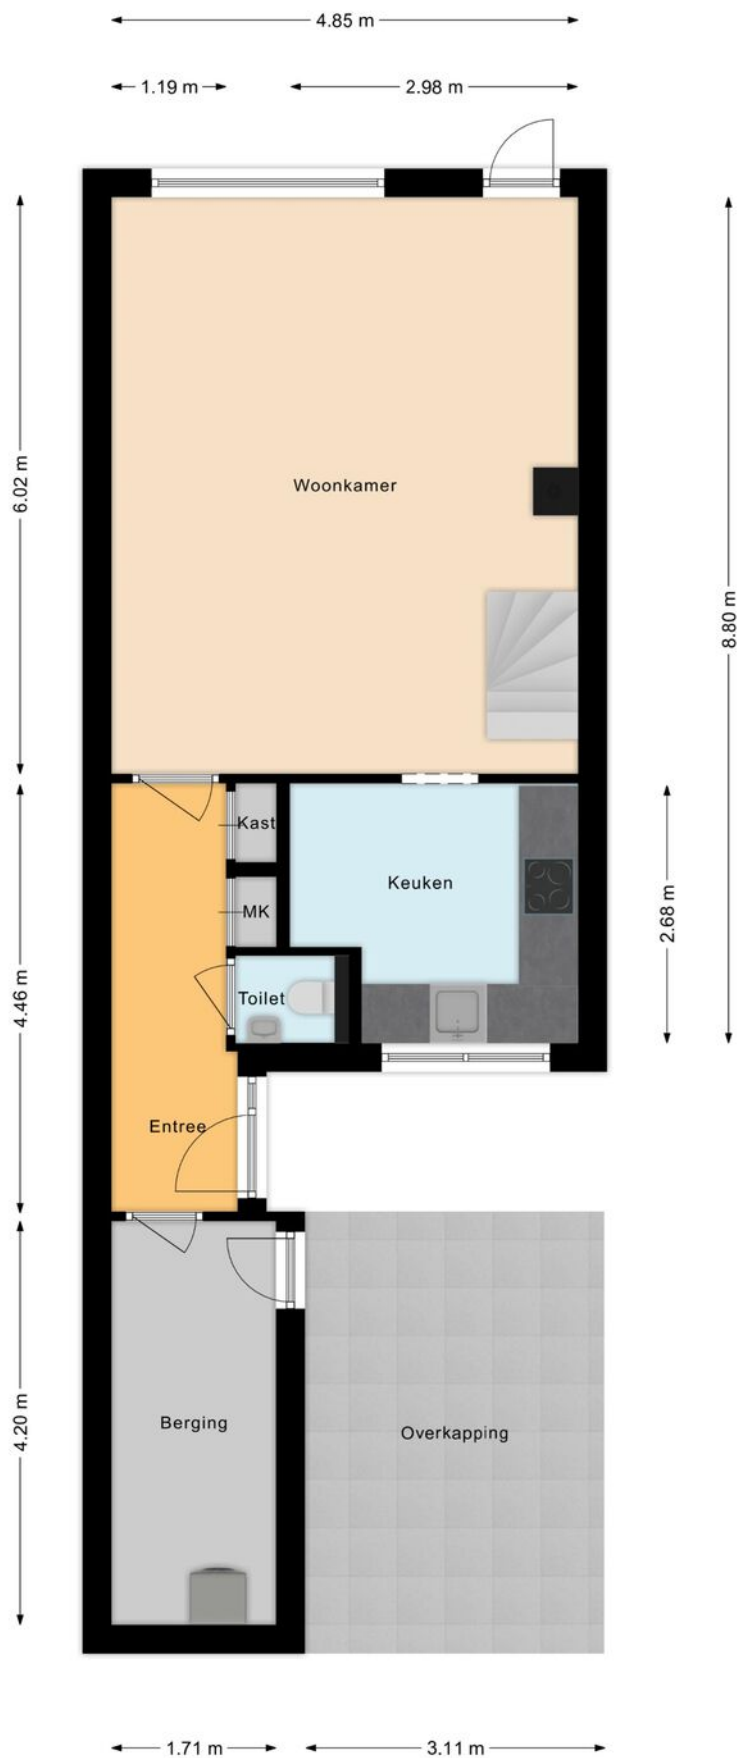 4.85 m
1.19 m
2.98 m
6.02 m
Woonkamer
8.80 m
Kast
Keuken
MK
2.68 m
Toilet
4.46 m
Entree
4.20 m
Berging
Overkapping
1.71 m
3.11 m